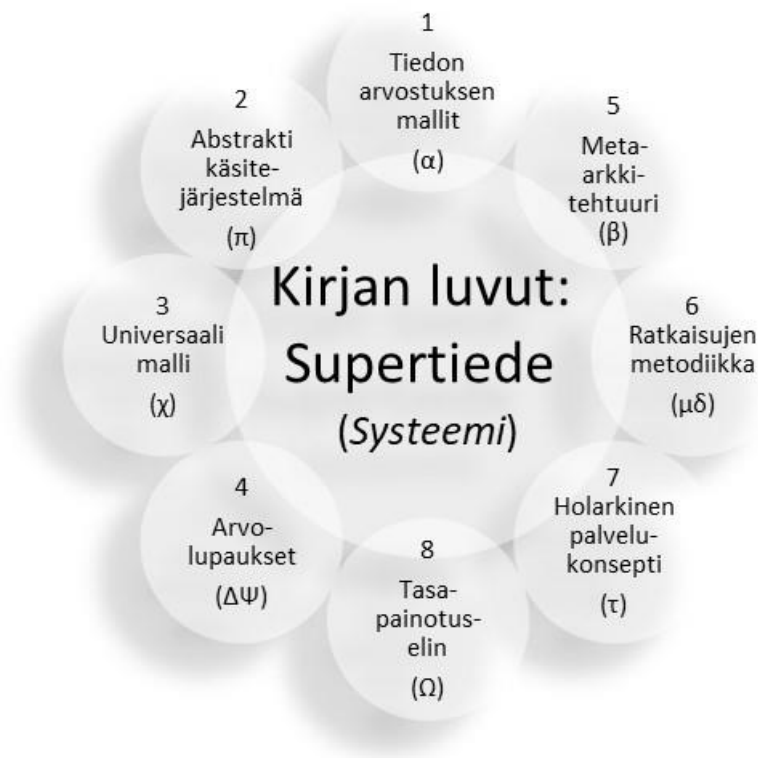 1
Tiedon
arvostuksen
mallit
(α)
2
Abstrakti
käsite-
järjestelmä
(π)
5
Meta-
arkki-
tehtuuri
(β)
Kirjan luvut:
Supertiede
(Systeemi)
3
Universaali
malli
(χ)
6
Ratkaisujen
metodiikka
(μδ)
4
Arvo-
lupaukset
(ΔΨ)
7
Holarkinen
palvelu-
konsepti
(τ)
8
Tasa-
painotus-
elin
(Ω)